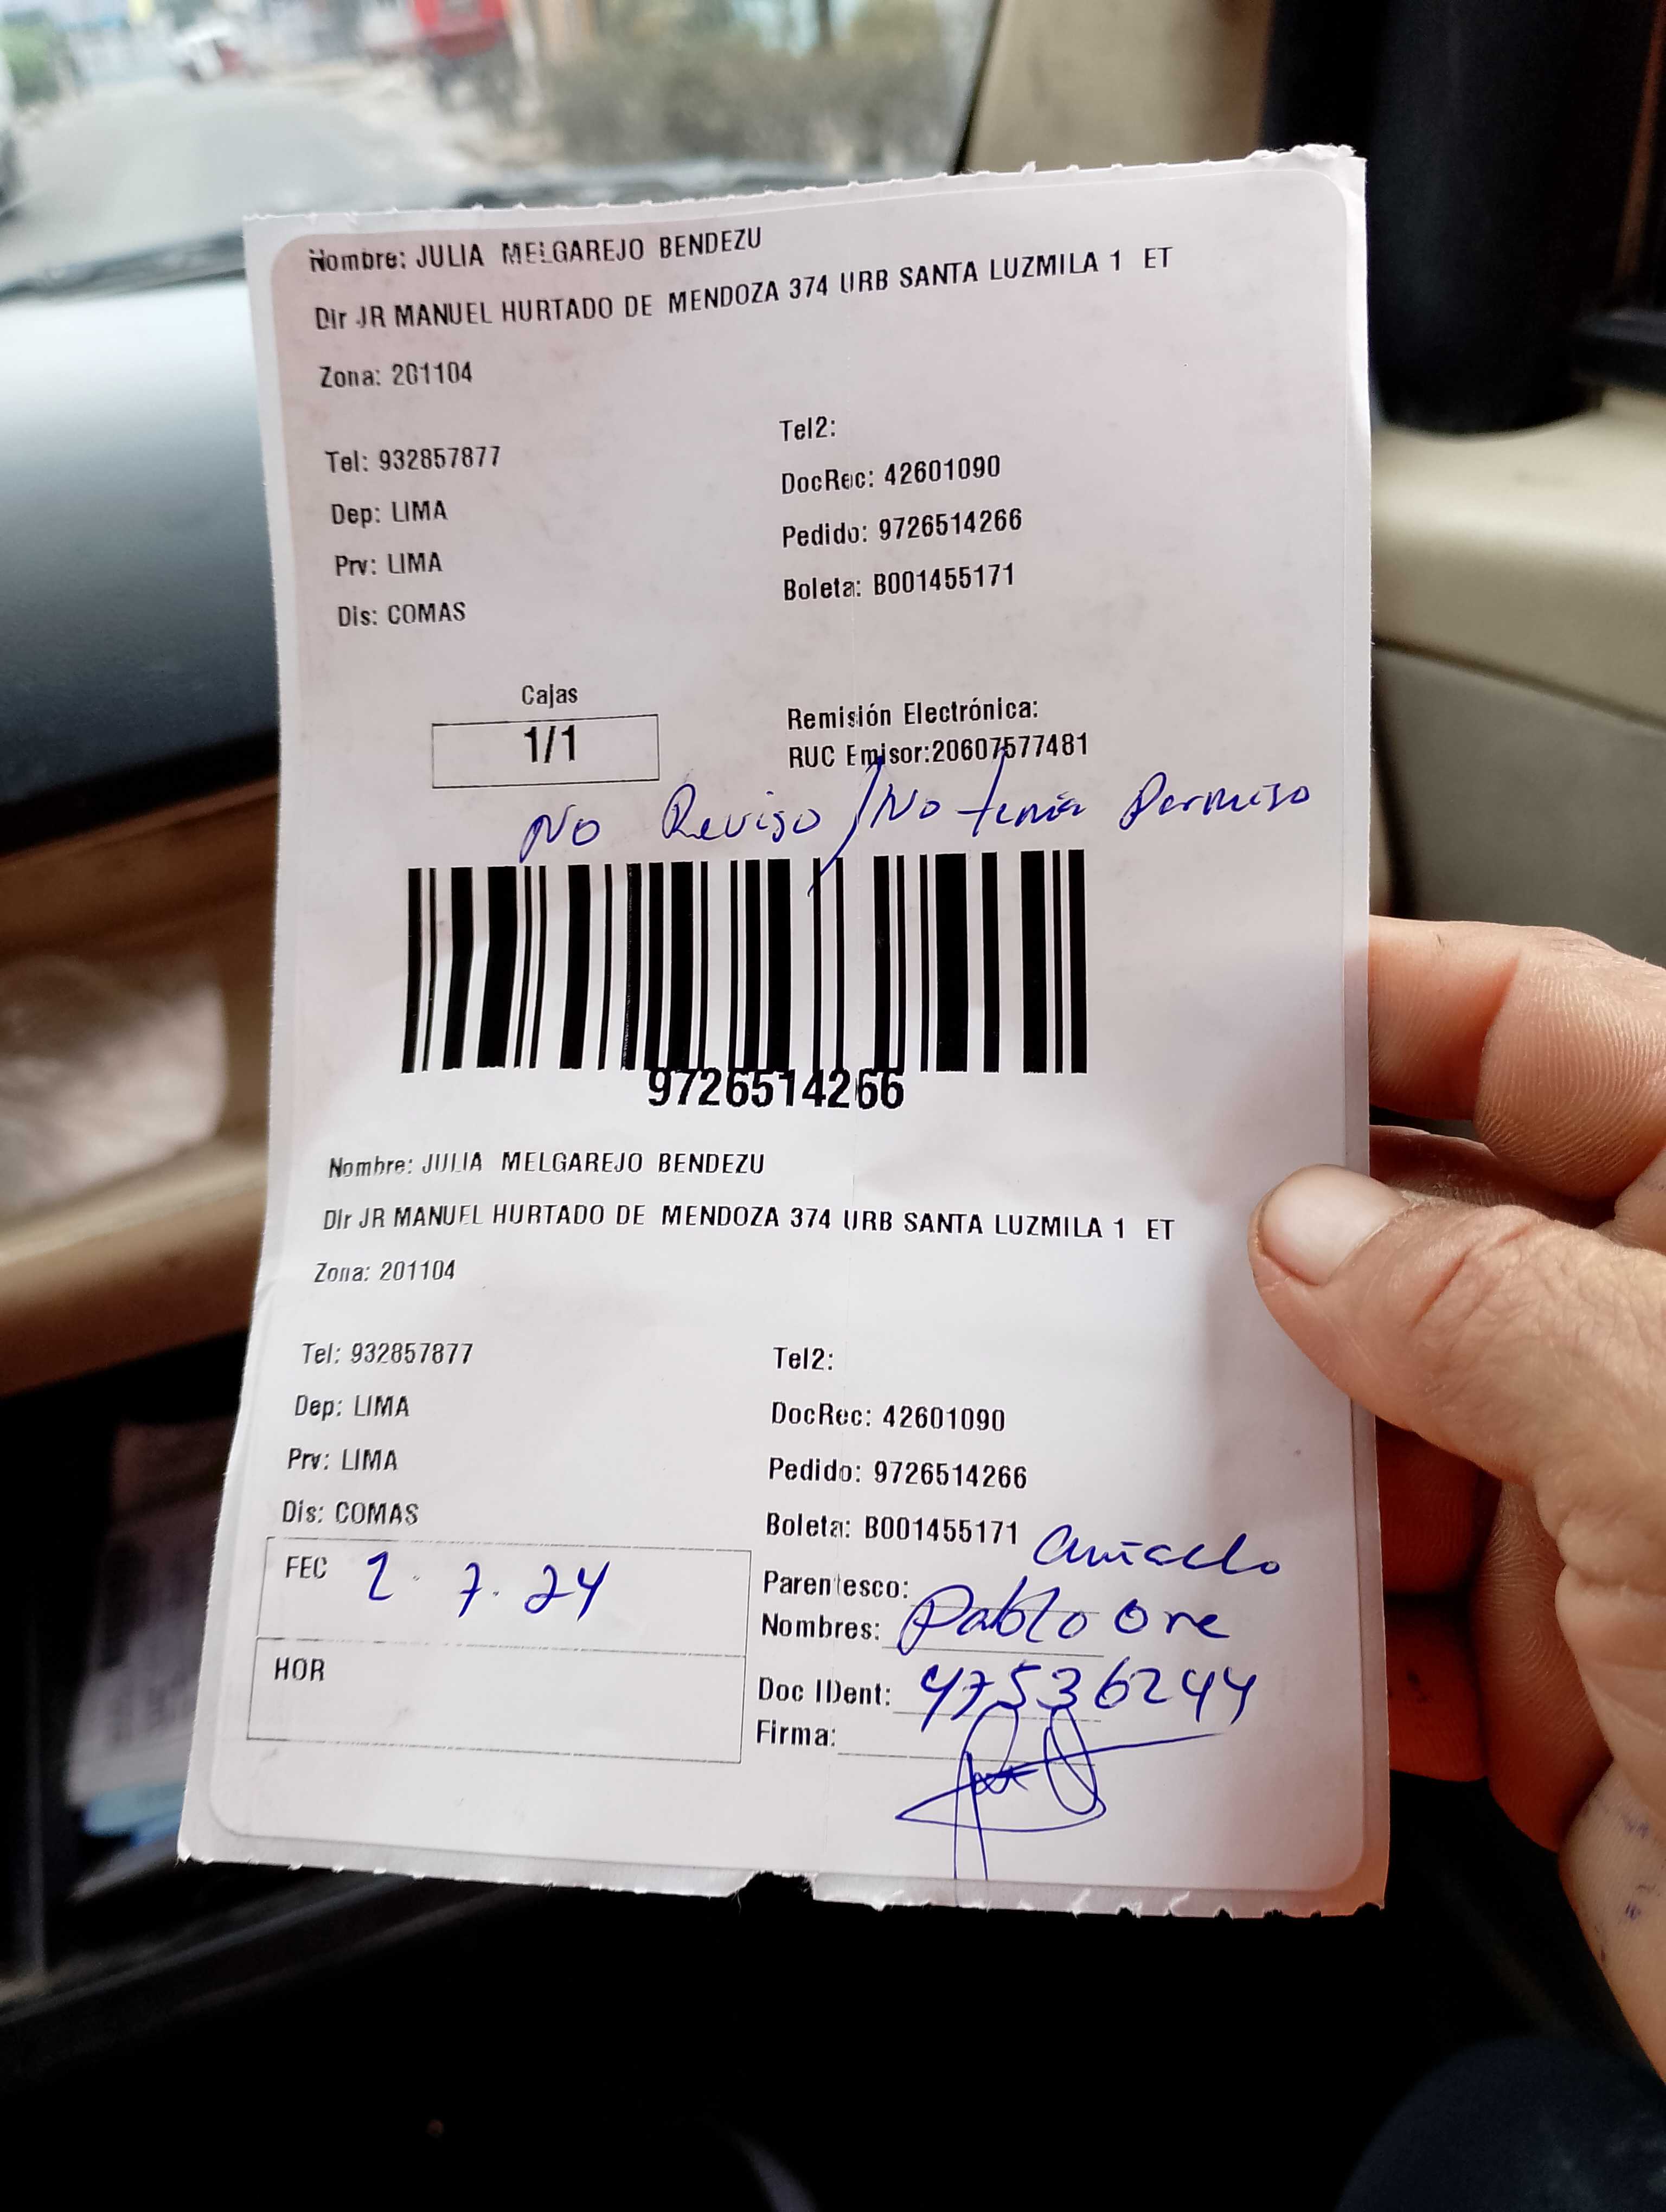 Nombre: JULIA MELGAREJO BENDEZU
Dir JR MANUEL HURTADO DE MENDOZA 374 URB SANTA LUZMILA 1 ET
Zona: 201104
Tel: 932857877
Tel2:
Dep: LIMA
DocRec: 42601090
Prv: LIMA
Pedido: 9726514266
Dis: COMAS
Boleta: B001455171
Cajas
1/1
Remisión Electrónica:
RUC Emisor:20607577481
No Reviso / No tenia Permiso
9726514266
Nombre: JULIA MELGAREJO BENDEZU
Dir JR MANUEL HURTADO DE MENDOZA 374 URB SANTA LUZMILA 1 ET
Zona: 201104
Tel: 932857877
Tel2:
Dep: LIMA
DocRec: 42601090
Prv: LIMA
Pedido: 9726514266
Dis: COMAS
Boleta: B001455171
FEC 2.7.24
HOR
Parentesco:
Nombres: Pablo Ore
Doc IDent: 47536244
Firma: